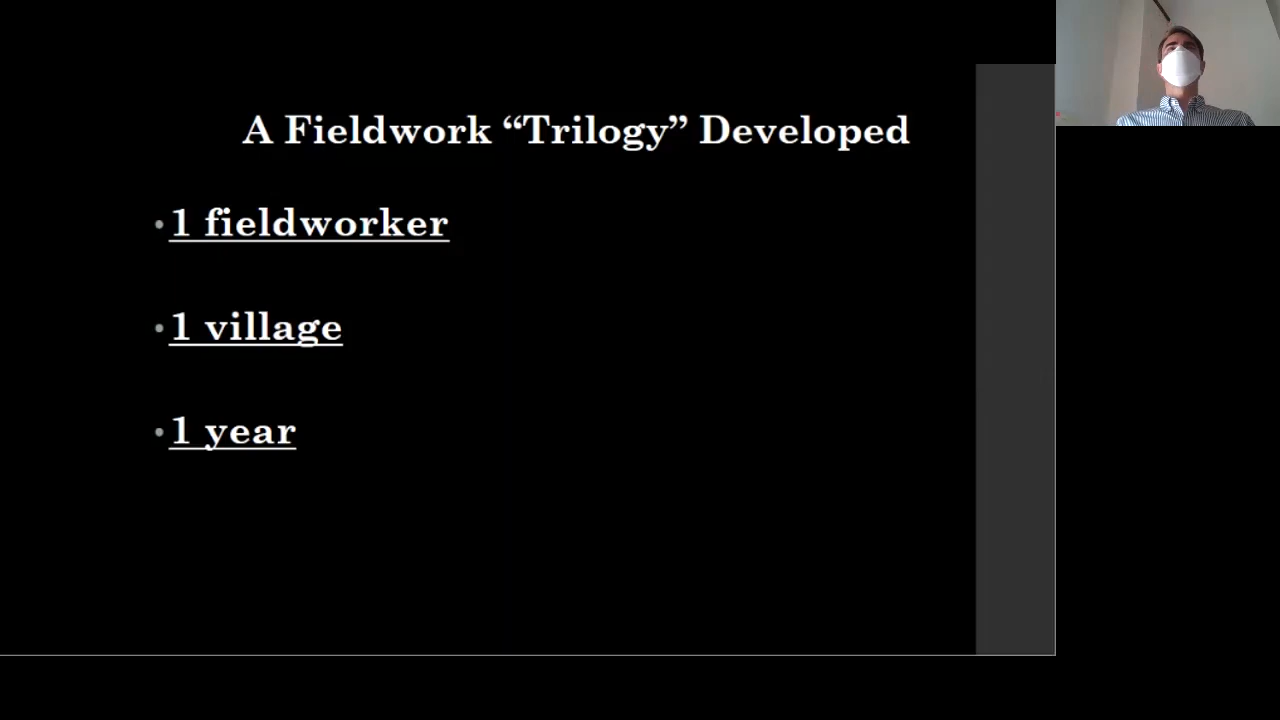 A Fieldwork “Trilogy” Developed
• 1 fieldworker
• 1 village
• 1 year